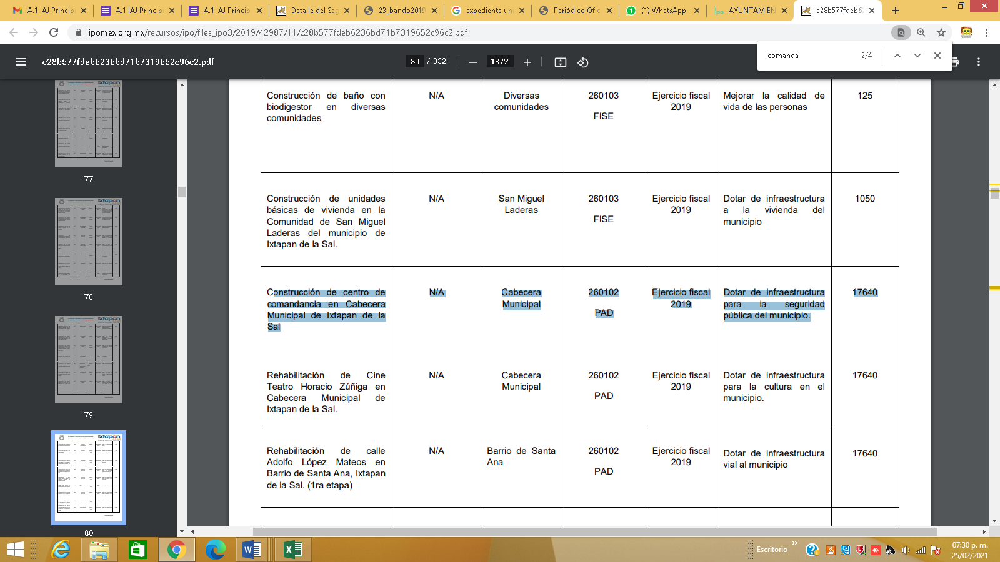 A.1 IAJ Princip
A.1 IAJ Princip
A.1 IAJ Princip
Detalle del Seg
23_bando2019
expediente uni
Periódico Ofic
(1) WhatsApp
AYUNTAMIEN
c28b577fdeb62
ipomex.org.mx/recursos/ipo/files_ipo3/2019/42987/11/c28b577fdeb6236bd71b7319652c96c2.pdf
c28b577fdeb6236bd71b7319652c96c2.pdf
80 / 332
137%
comanda 2/4
77
78
79
80
Construcción de baño con
biodigestor en diversas
comunidades
N/A
Diversas
comunidades
260103
FISE
Ejercicio fiscal
2019
Mejorar la calidad de
vida de las personas
125
Construcción de unidades
básicas de vivienda en la
Comunidad de San Miguel
Laderas del municipio de
Ixtapan de la Sal.
N/A
San Miguel
Laderas
260103
FISE
Ejercicio fiscal
2019
Dotar de infraestructura
a la vivienda del
municipio
1050
Construcción de centro de
comandancia en Cabecera
Municipal de Ixtapan de la
Sal
N/A
Cabecera
Municipal
260102
PAD
Ejercicio fiscal
2019
Dotar de infraestructura
para la seguridad
pública del municipio.
17640
Rehabilitación de Cine
Teatro Horacio Zúñiga en
Cabecera Municipal de
Ixtapan de la Sal.
N/A
Cabecera
Municipal
260102
PAD
Ejercicio fiscal
2019
Dotar de infraestructura
para la cultura en el
municipio.
17640
Rehabilitación de calle
Adolfo López Mateos en
Barrio de Santa Ana, Ixtapan
de la Sal. (1ra etapa)
N/A
Barrio de Santa
Ana
260102
PAD
Ejercicio fiscal
2019
Dotar de infraestructura
vial al municipio
17640
Escritorio
07:30 p. m.
25/02/2021